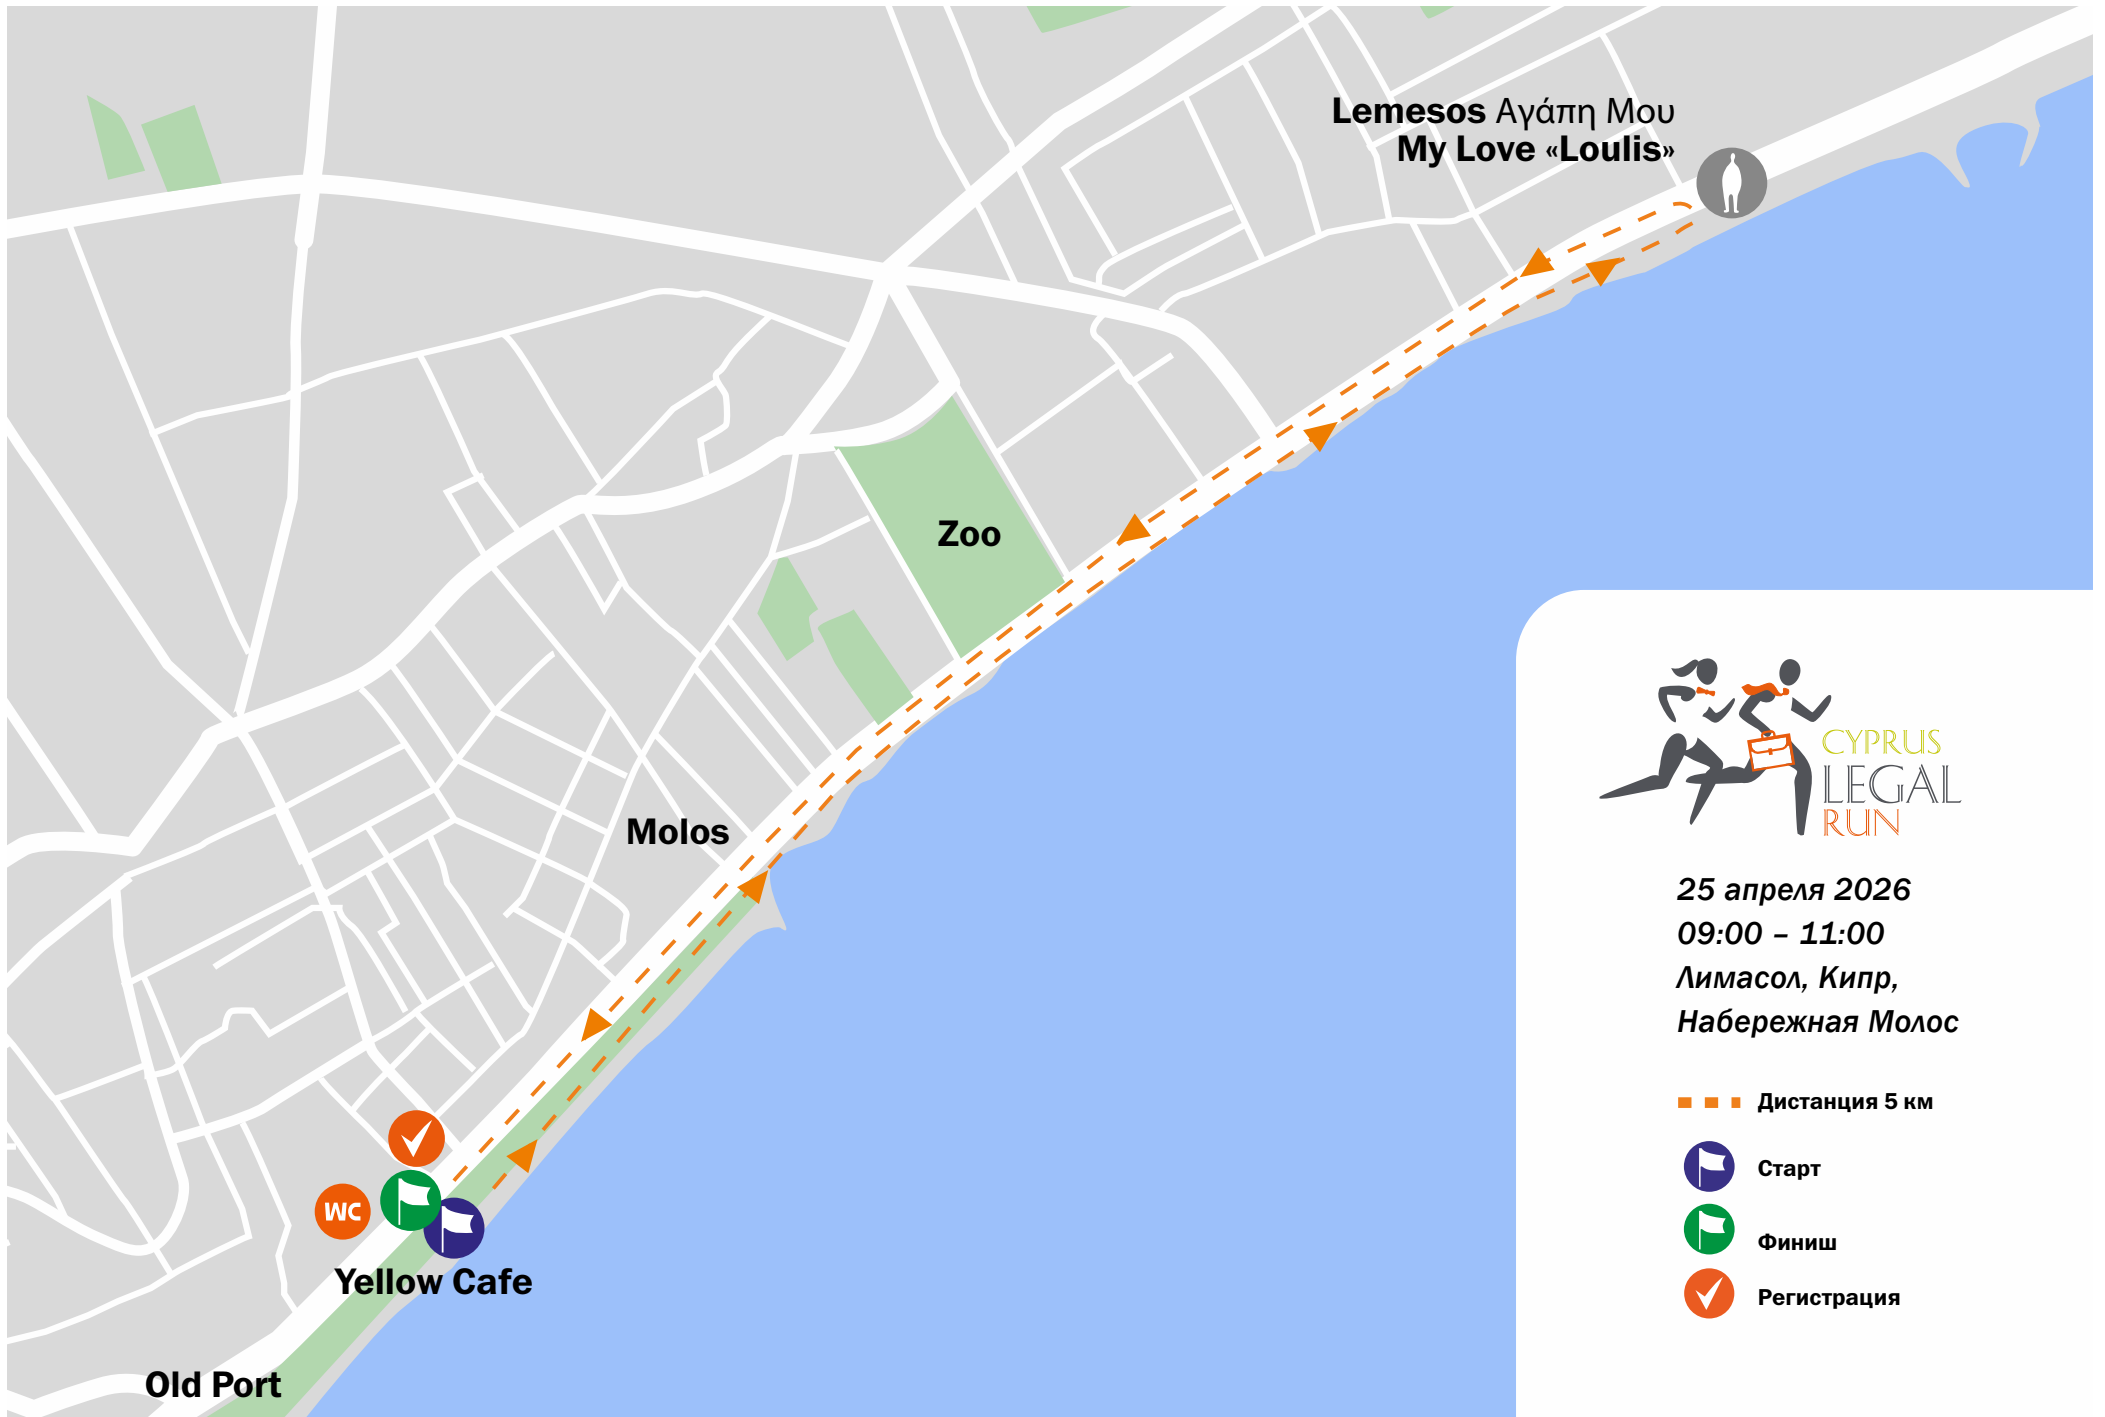 Lemesos Αγάπη Μου
My Love «Loulis»
Zoo
Molos
WC
Yellow Cafe
Old Port
CYPRUS
LEGAL
RUN
25 апреля 2026
09:00 – 11:00
Лимасол, Кипр,
Набережная Молос
Дистанция 5 км
Старт
Финиш
Регистрация